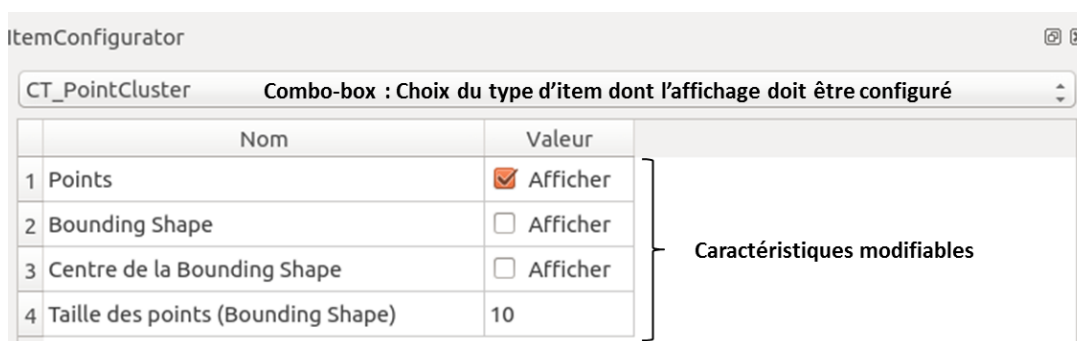 ItemConfigurator
CT_PointCluster Combo-box : Choix du type d'item dont l'affichage doit être configuré
Nom Valeur
1 Points Afficher
2 Bounding Shape Afficher
3 Centre de la Bounding Shape Afficher
Caractéristiques modifiables
4 Taille des points (Bounding Shape) 10